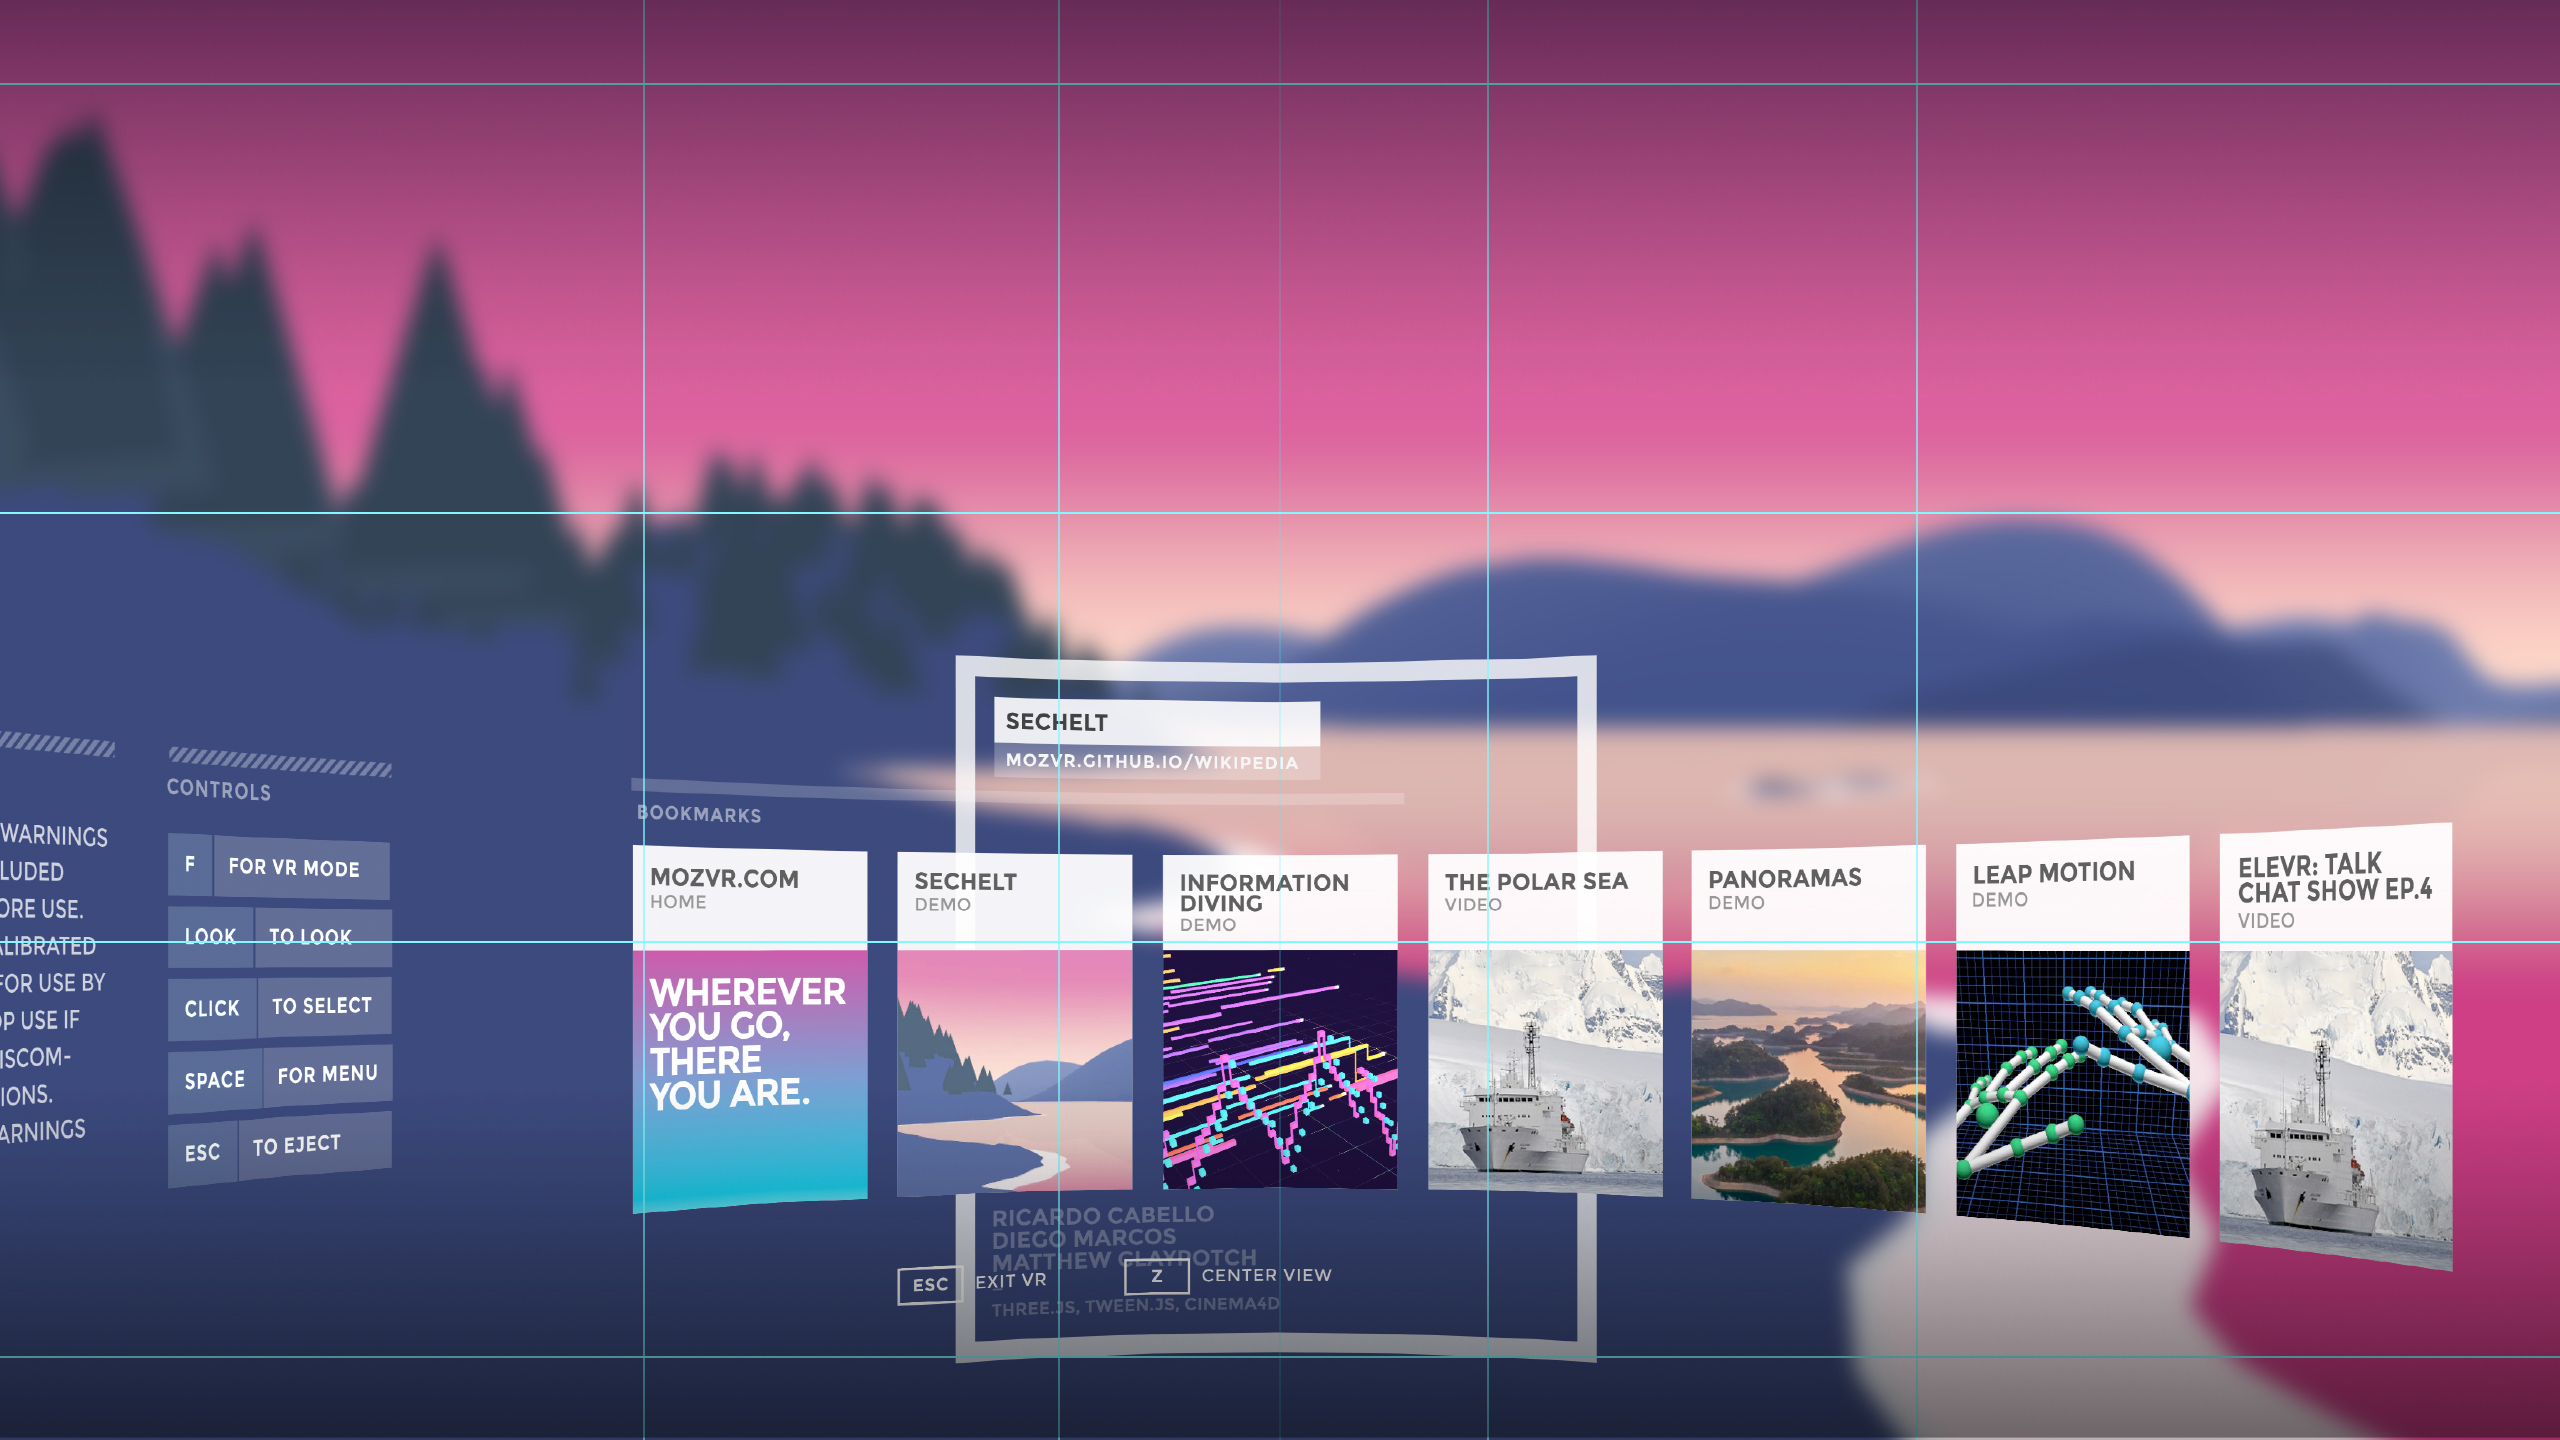 WARNINGS
LUDED
ORE USE.
ALIBRATED
FOR USE BY
OP USE IF
ISCOM-
IONS.
ARNINGS
CONTROLS
F FOR VR MODE
LOOK TO LOOK
CLICK TO SELECT
SPACE FOR MENU
ESC TO EJECT
SECHELT
MOZVR.GITHUB.IO/WIKIPEDIA
BOOKMARKS
MOZVR.COM
HOME
WHEREVER
YOU GO,
THERE
YOU ARE.
SECHELT
DEMO
INFORMATION
DIVING
DEMO
THE POLAR SEA
VIDEO
PANORAMAS
DEMO
LEAP MOTION
DEMO
ELEVR: TALK
CHAT SHOW EP.4
VIDEO
RICARDO CABELLO
DIEGO MARCOS
MATTHEW CLAYPOTCH
ESC EXIT VR
Z CENTER VIEW
THREE.JS, TWEEN.JS, CINEMA4D